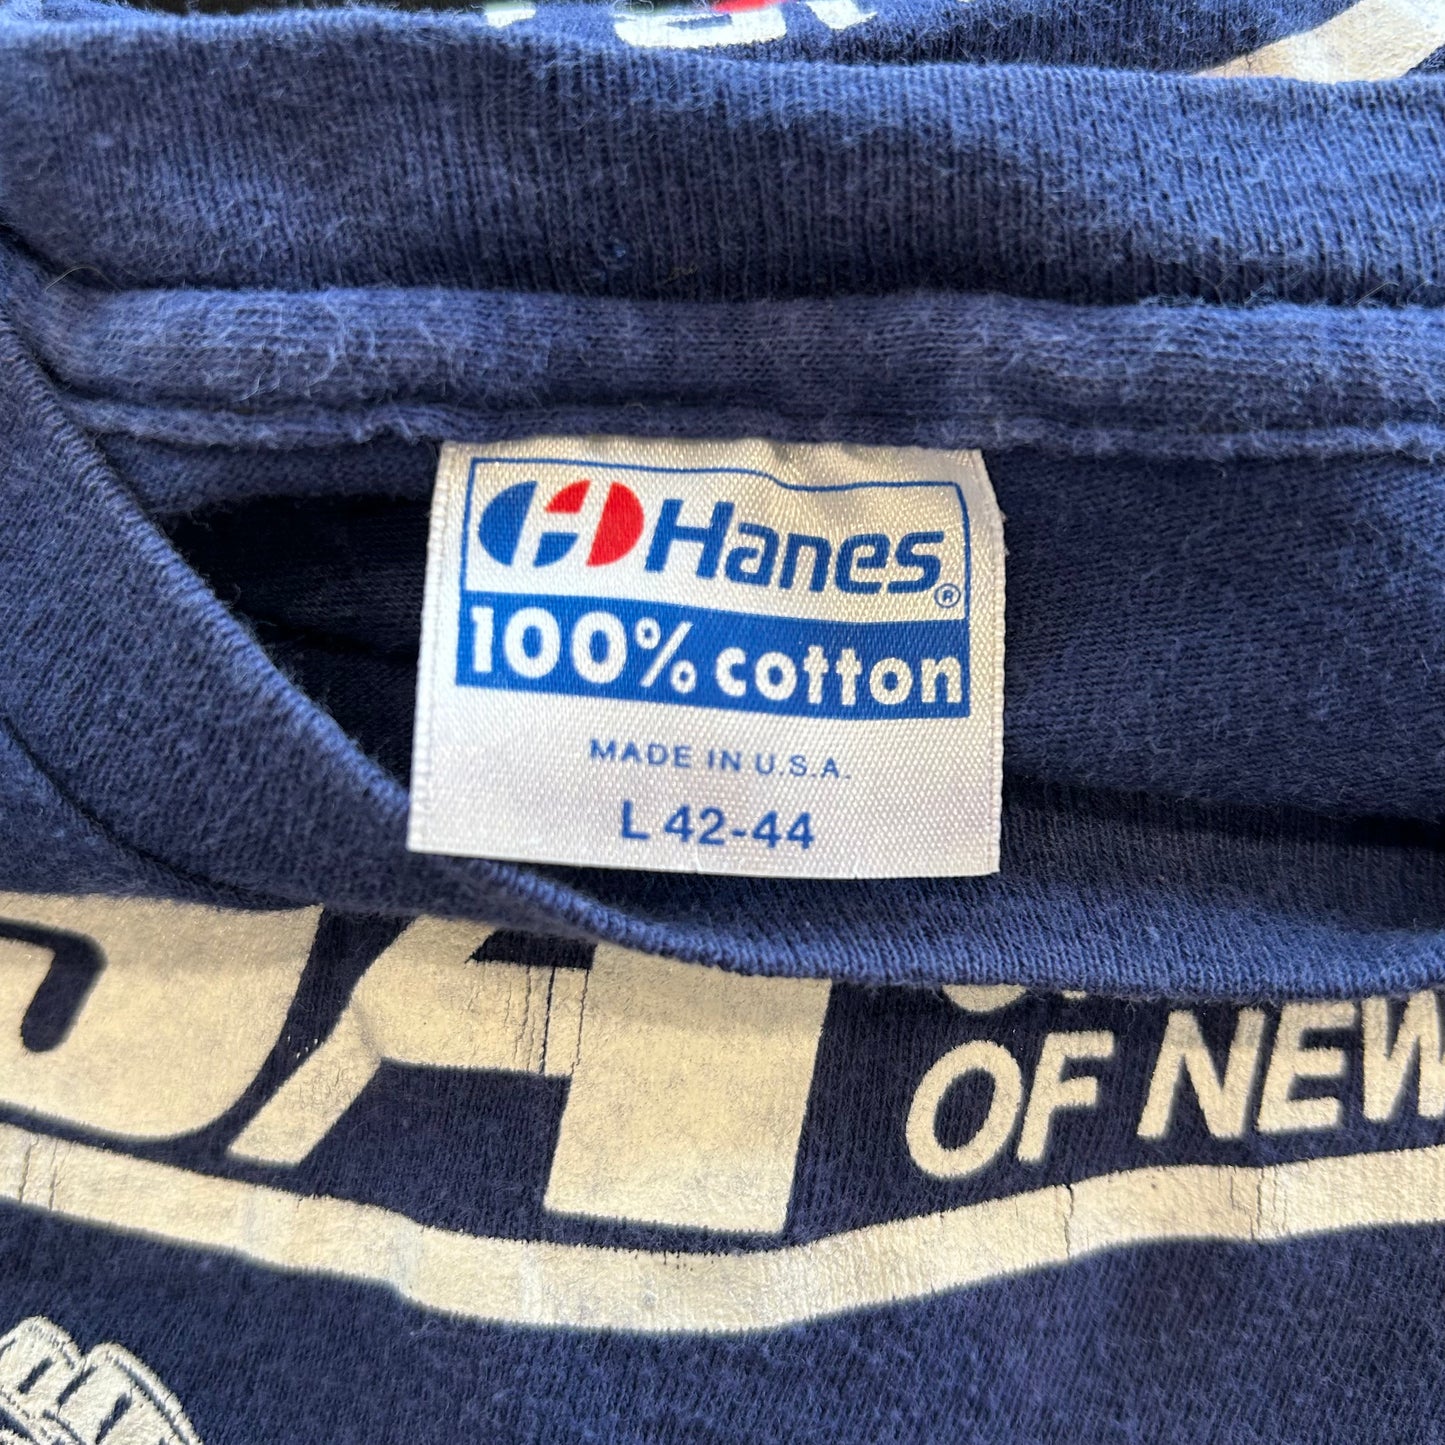 Hanes®
100% cotton
MADE IN U.S.A.
L 42-44
OF NEW